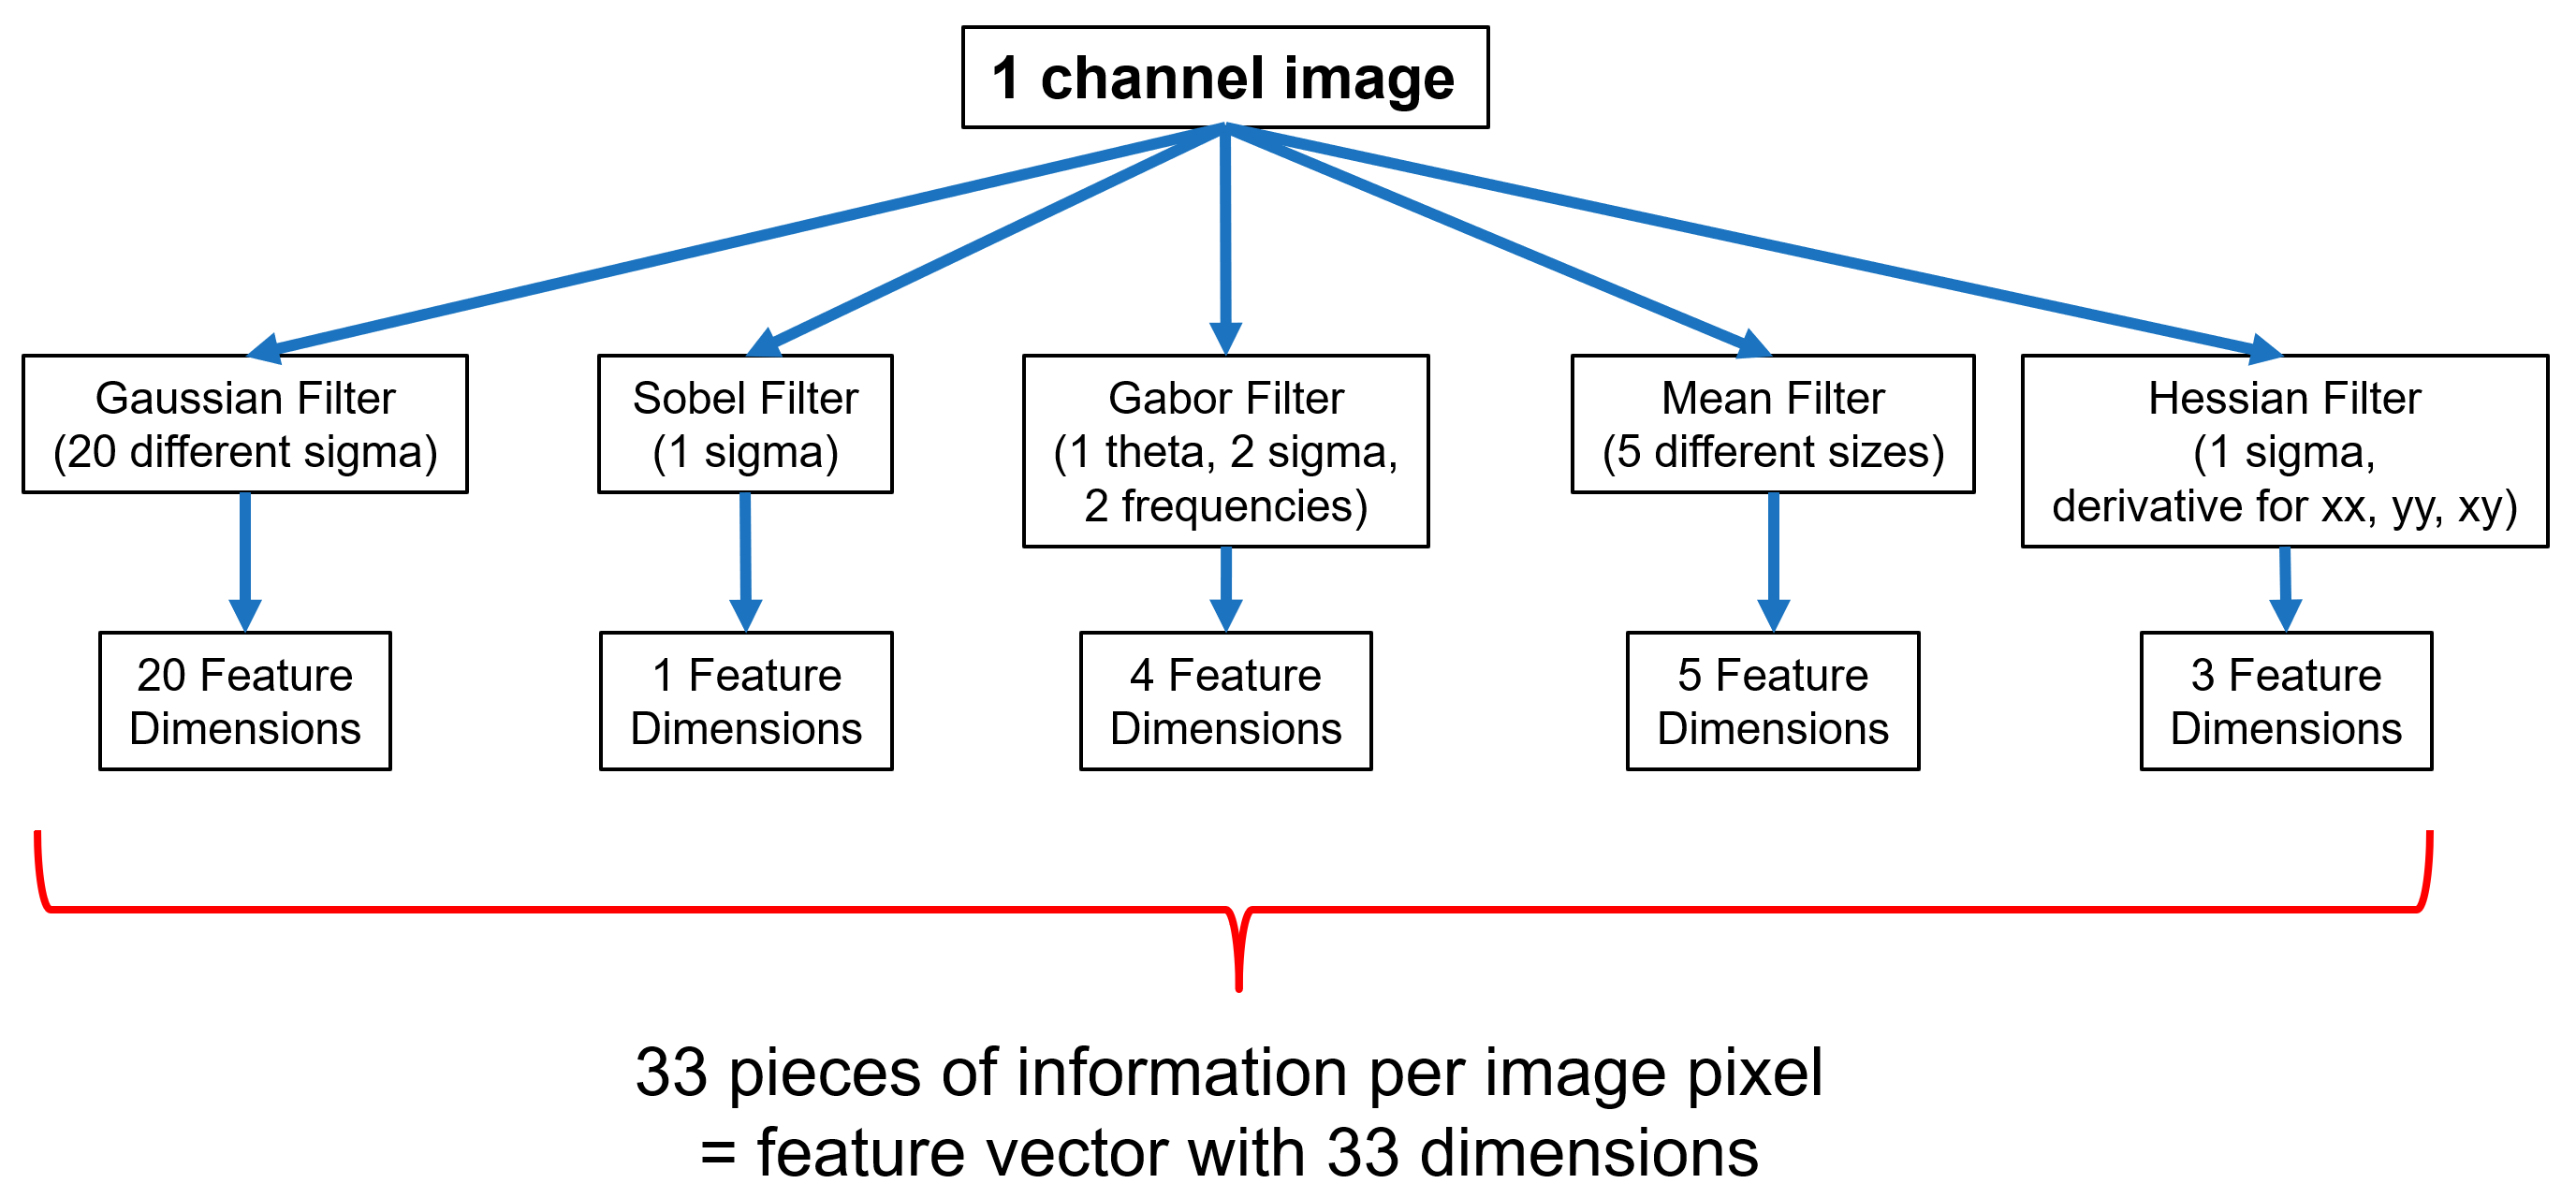 1 channel image
Gaussian Filter
(20 different sigma)
Sobel Filter
(1 sigma)
Gabor Filter
(1 theta, 2 sigma,
2 frequencies)
Mean Filter
(5 different sizes)
Hessian Filter
(1 sigma,
derivative for xx, yy, xy)
20 Feature
Dimensions
1 Feature
Dimensions
4 Feature
Dimensions
5 Feature
Dimensions
3 Feature
Dimensions
33 pieces of information per image pixel
= feature vector with 33 dimensions